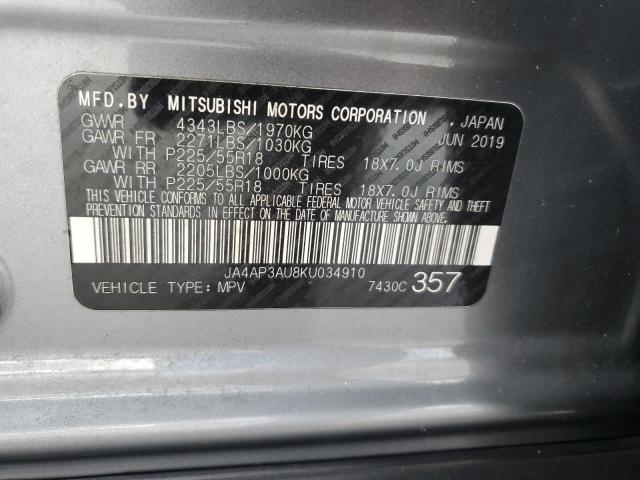 MFD.BY MITSUBISHI MOTORS CORPORATION , JAPAN
GVWR 4343LBS/1970KG JUN 2019
GAWR FR 2271LBS/1030KG
WITH P225/55R18 TIRES 18X7.0J RIMS
GAWR RR 2205LBS/1000KG
WITH P225/55R18 TIRES 18X7.0J RIMS
THIS VEHICLE CONFORMS TO ALL APPLICABLE FEDERAL MOTOR VEHICLE SAFETY AND THEFT
PREVENTION STANDARDS IN EFFECT ON THE DATE OF MANUFACTURE SHOWN ABOVE.
JA4AP3AU8KU034910
VEHICLE TYPE: MPV 7430C 357